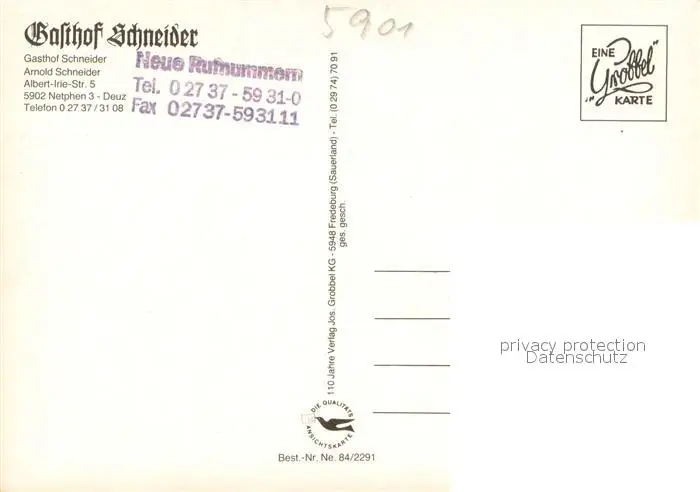 Gasthof Schneider
Gasthof Schneider
Arnold Schneider
Albert-Irle-Str. 5
5902 Netphen 3 - Deuz
Telefon 0 27 37 / 31 08
Neue Rufnummern
Tel. 0 27 37 - 59 31-0
Fax 02737-593111
5901
EINE
"Grobbel"
KARTE
110 Jahre Verlag Jos. Grobbel KG - 5948 Fredeburg (Sauerland) - Tel. (0 29 74) 70 91
ges. gesch.
privacy protection
Datenschutz
DIE QUALITÄTS
ANSICHTSKARTE
Best.-Nr. Ne. 84/2291